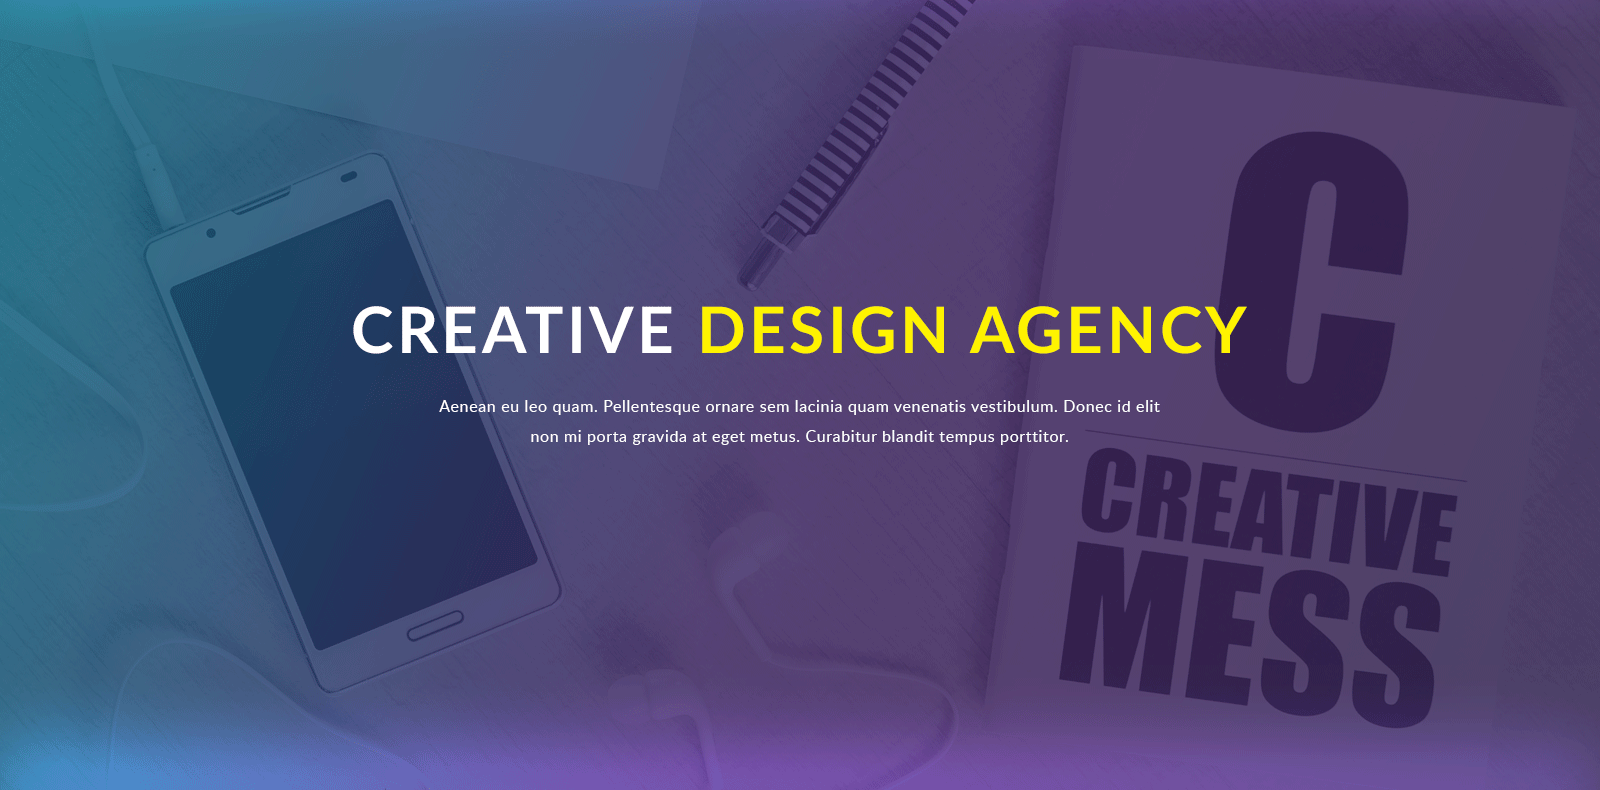 CREATIVE DESIGN AGENCY
Aenean eu leo quam. Pellentesque ornare sem lacinia quam venenatis vestibulum. Donec id elit
non mi porta gravida at eget metus. Curabitur blandit tempus porttitor.
C
CREATIVE
MESS